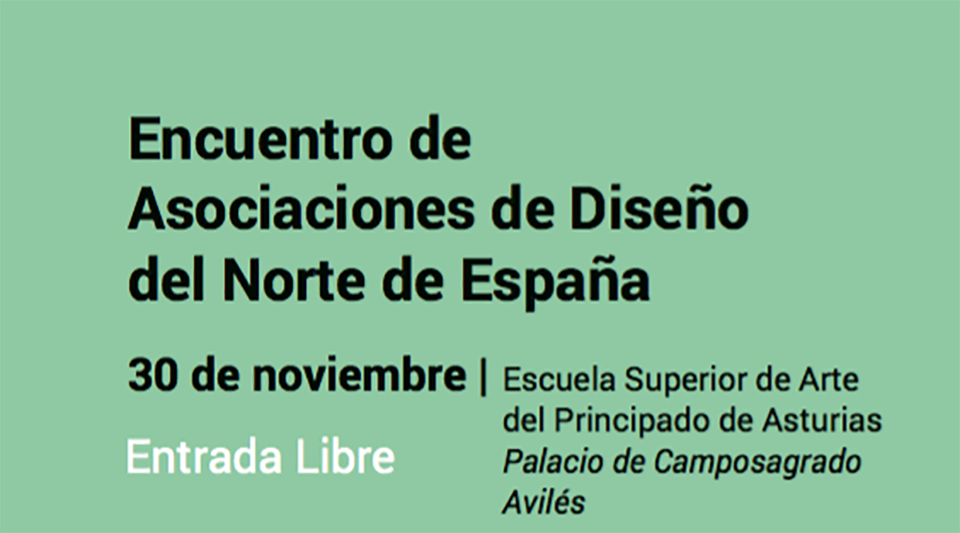 Encuentro de
Asociaciones de Diseño
del Norte de España
30 de noviembre |
Entrada Libre
Escuela Superior de Arte
del Principado de Asturias
Palacio de Camposagrado
Avilés